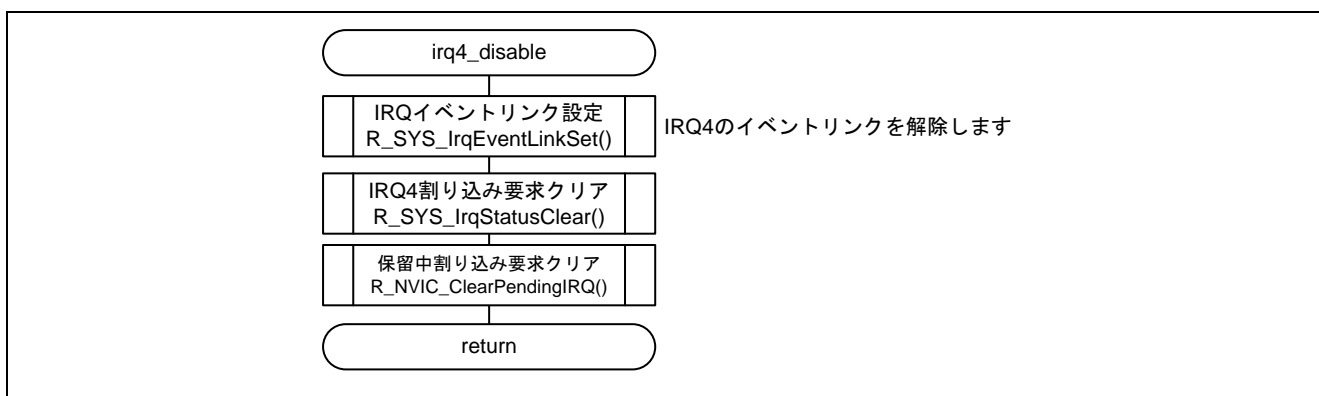 irq4_disable
IRQイベントリンク設定
R_SYS_IrqEventLinkSet()
IRQ4のイベントリンクを解除します
IRQ4割り込み要求クリア
R_SYS_IrqStatusClear()
保留中割り込み要求クリア
R_NVIC_ClearPendingIRQ()
return